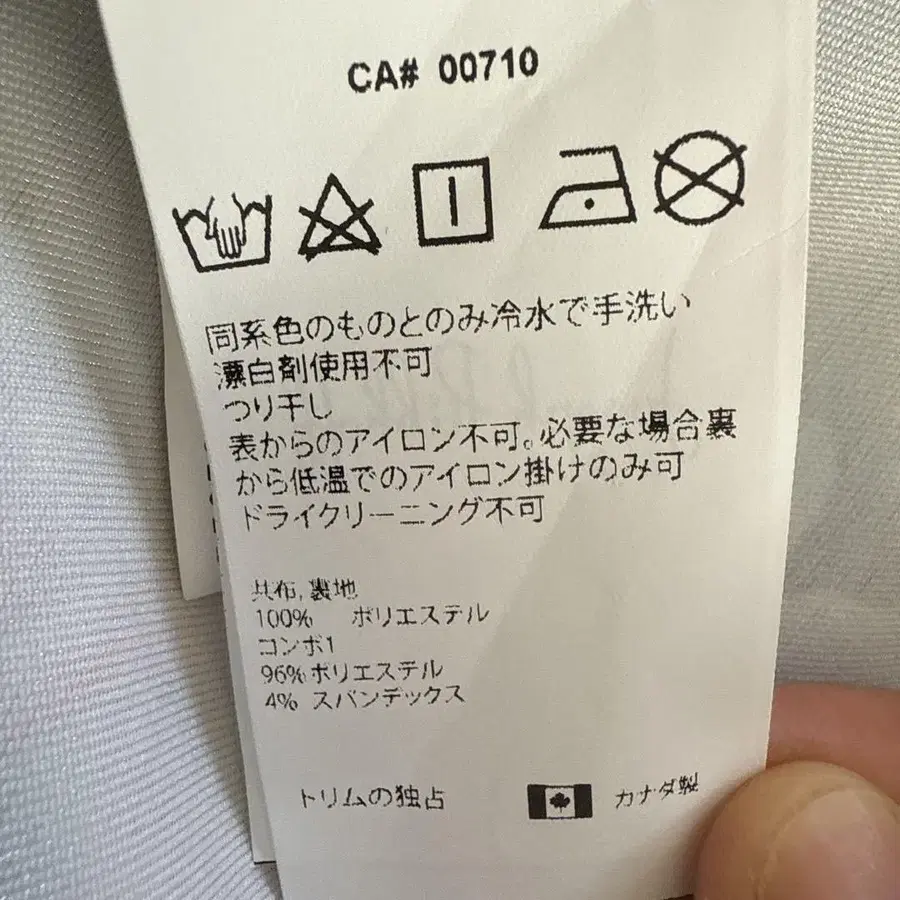 CA# 00710
同系色のものとのみ冷水で手洗い
漂白剤使用不可
つり干し
表からのアイロン不可。必要な場合裏
から低温でのアイロン掛けのみ可
ドライクリーニング不可
共布,裏地
100% ポリエステル
コンボ1
96%ポリエステル
4% スパンデックス
トリムの独占
カナダ製